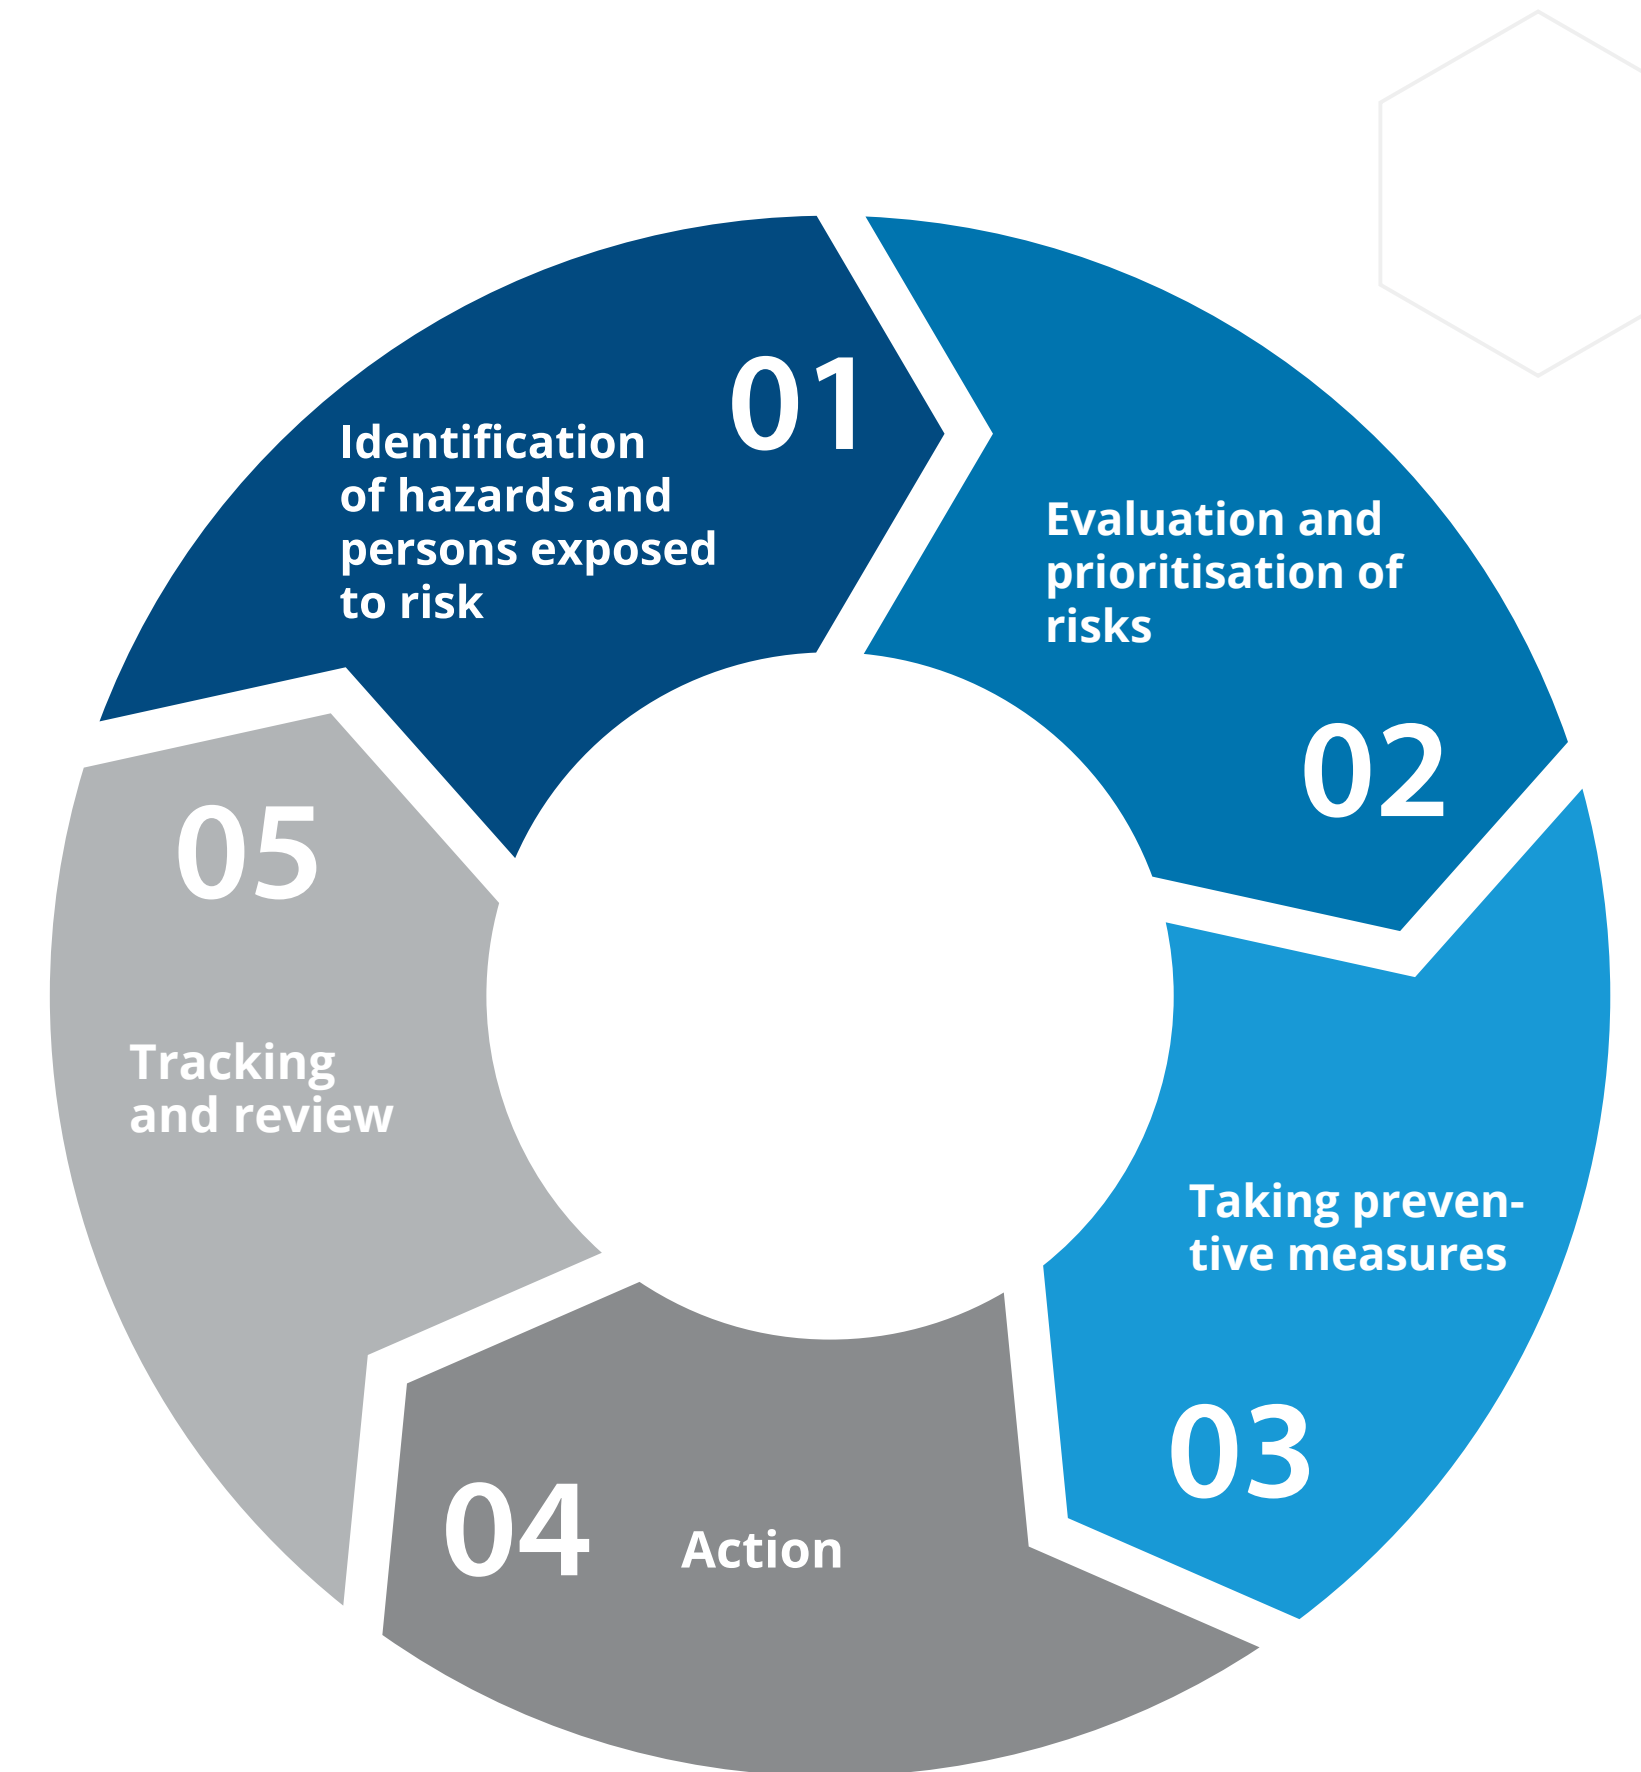 01
Identification
of hazards and
persons exposed
to risk
Evaluation and
prioritisation of
risks
02
Taking preven-
tive measures
03
04
Action
05
Tracking
and review